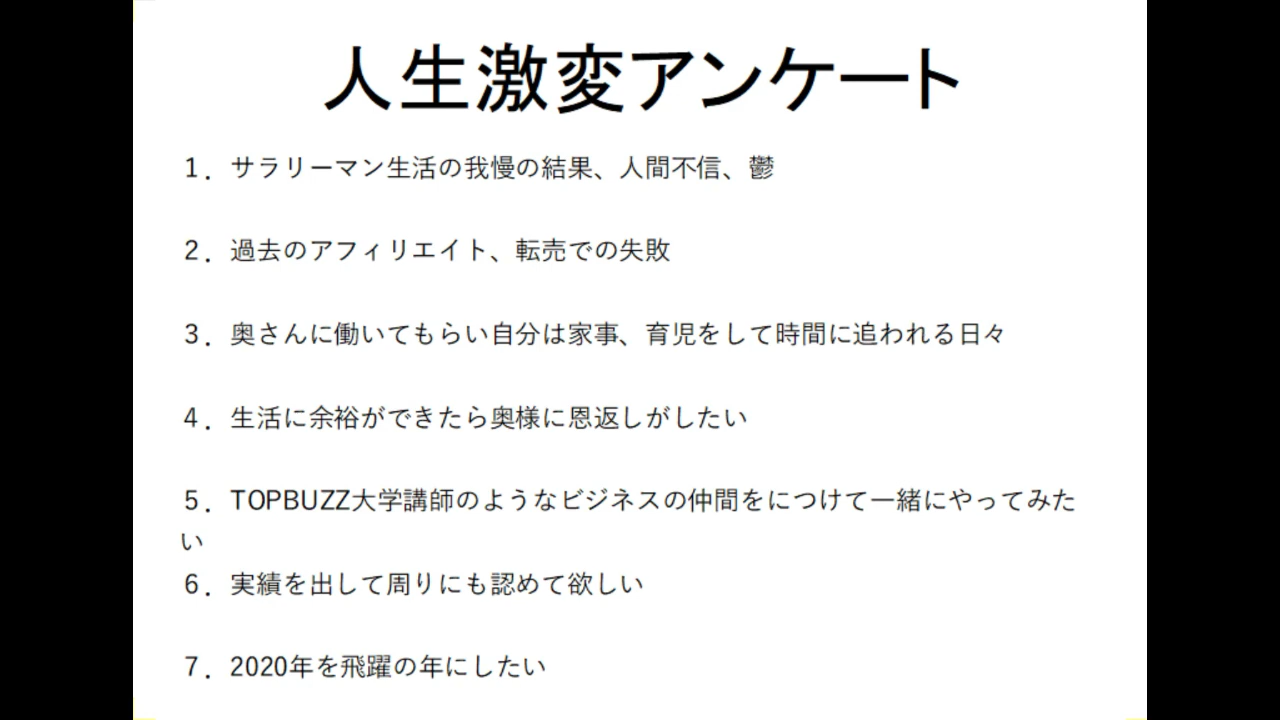 人生激変アンケート
１．サラリーマン生活の我慢の結果、人間不信、鬱
２．過去のアフィリエイト、転売での失敗
３．奥さんに働いてもらい自分は家事、育児をして時間に追われる日々
４．生活に余裕ができたら奥様に恩返しがしたい
５．TOPBUZZ大学講師のようなビジネスの仲間をにつけて一緒にやってみた
い
６．実績を出して周りにも認めて欲しい
７．2020年を飛躍の年にしたい